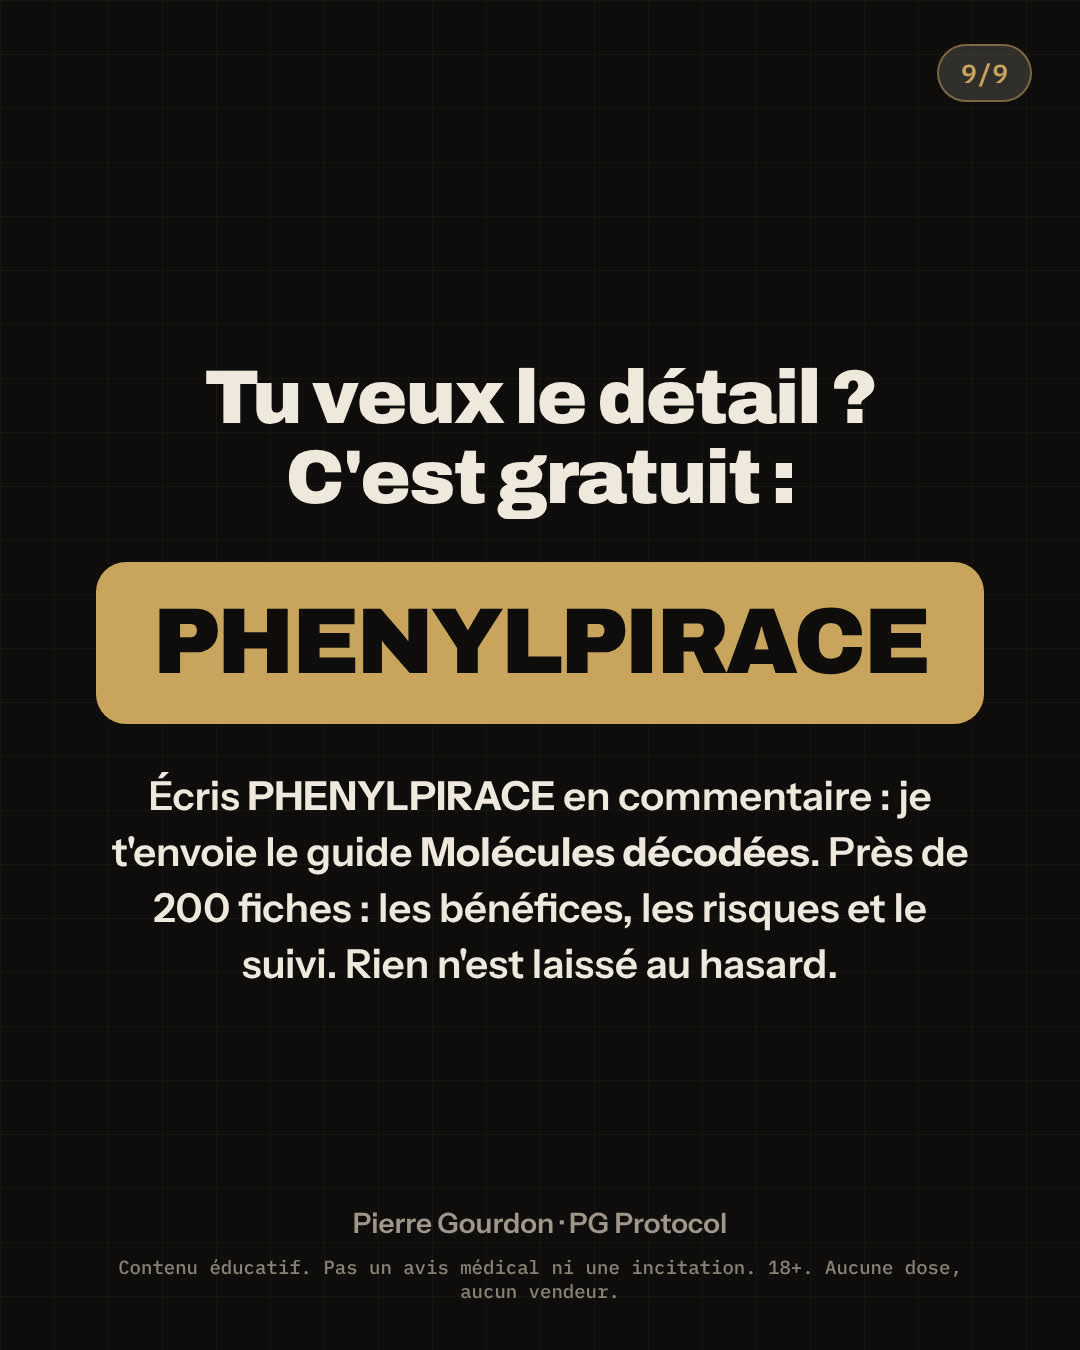 9/9
Tu veux le détail ?
C'est gratuit :
PHENYLPIRACE
Écris PHENYLPIRACE en commentaire : je
t'envoie le guide Molécules décodées. Près de
200 fiches : les bénéfices, les risques et le
suivi. Rien n'est laissé au hasard.
Pierre Gourdon · PG Protocol
Contenu éducatif. Pas un avis médical ni une incitation. 18+. Aucune dose,
aucun vendeur.